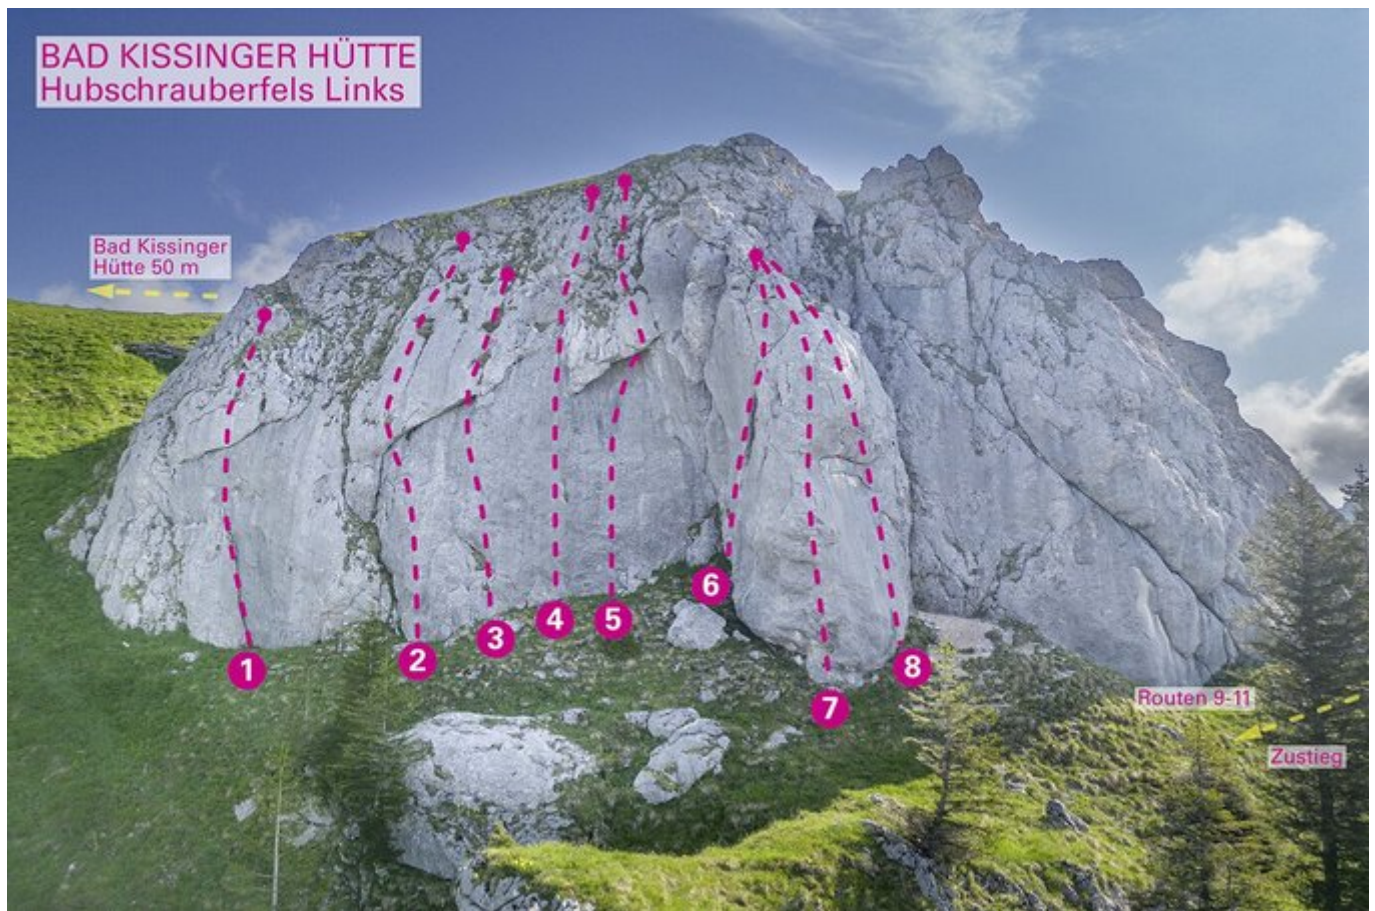 BAD KISSINGER HÜTTE
Hubschrauberfels Links
Bad Kissinger
Hütte 50 m
1
2
3
4
5
6
7
8
Routen 9-11
Zustieg